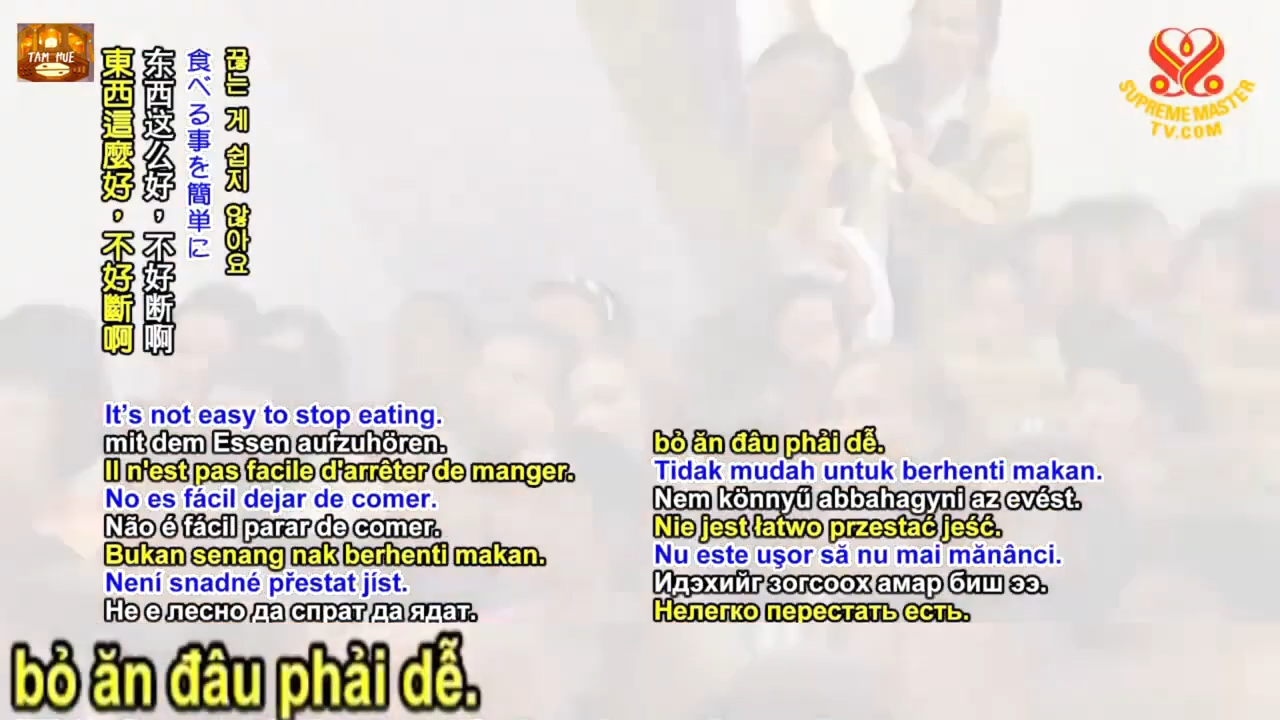 TAM HUE
SUPREME MASTER
TV.COM
東西這麼好，不好斷啊
东西这么好，不好断啊
食べる事を簡単に
끊는 게 쉽지 않아요
It’s not easy to stop eating.
mit dem Essen aufzuhören.
Il n'est pas facile d'arrêter de manger.
No es fácil dejar de comer.
Não é fácil parar de comer.
Bukan senang nak berhenti makan.
Není snadné přestat jíst.
Не е лесно да спрат да ядат.
bỏ ăn đâu phải dễ.
Tidak mudah untuk berhenti makan.
Nem könnyű abbahagyni az evést.
Nie jest łatwo przestać jeść.
Nu este uşor să nu mai mănânci.
Идэхийг зогсоох амар биш ээ.
Нелегко перестать есть.
bỏ ăn đâu phải dễ.